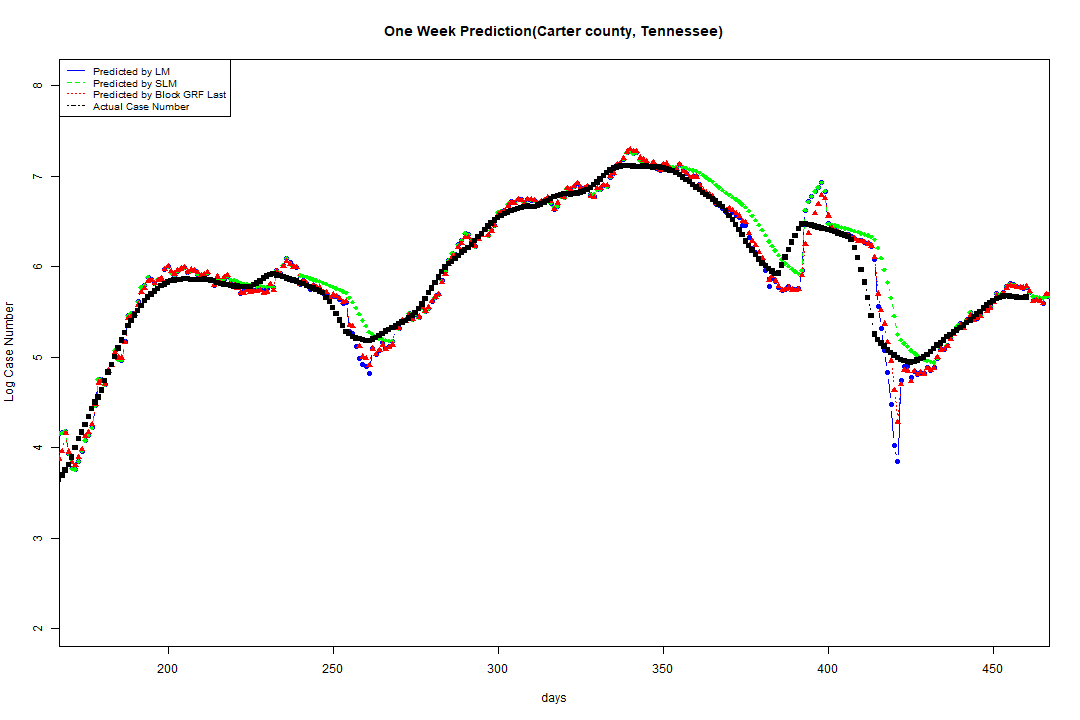 One Week Prediction(Carter county, Tennessee)
Predicted by LM
Predicted by SLM
Predicted by Block GRF Last
Actual Case Number
Log Case Number
8
7
6
5
4
3
2
200 250 300 350 400 450
days